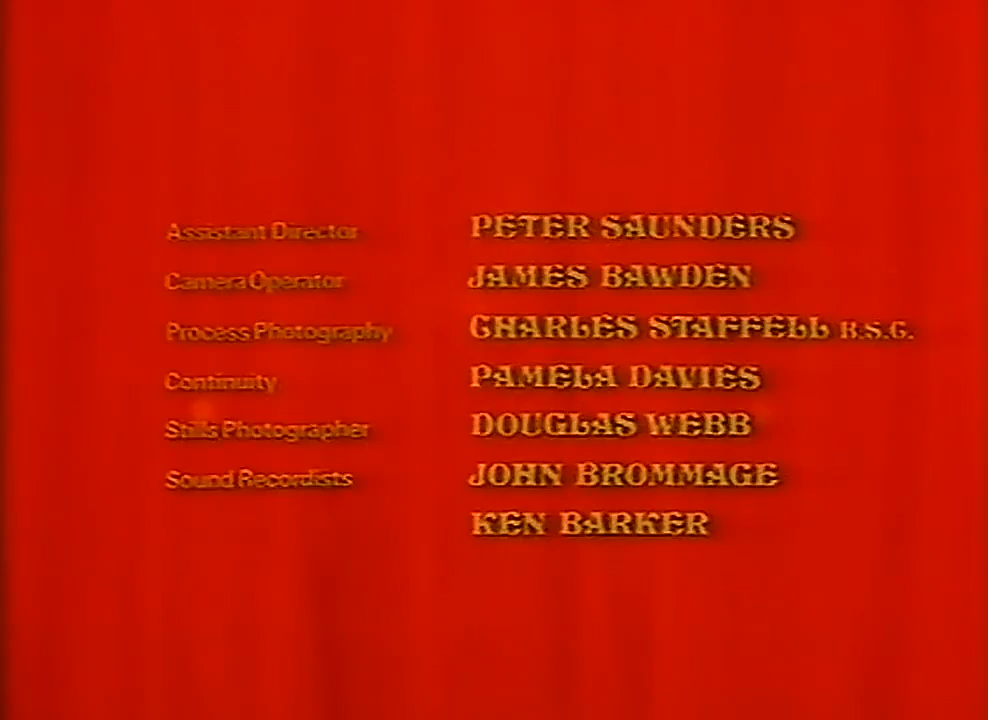 Assistant Director PETER SAUNDERS
Camera Operator JAMES BAWDEN
Process Photography CHARLES STAFFELL B.S.G.
Continuity PAMELA DAVIES
Stills Photographer DOUGLAS WEBB
Sound Recordists JOHN BROMMAGE
KEN BARKER